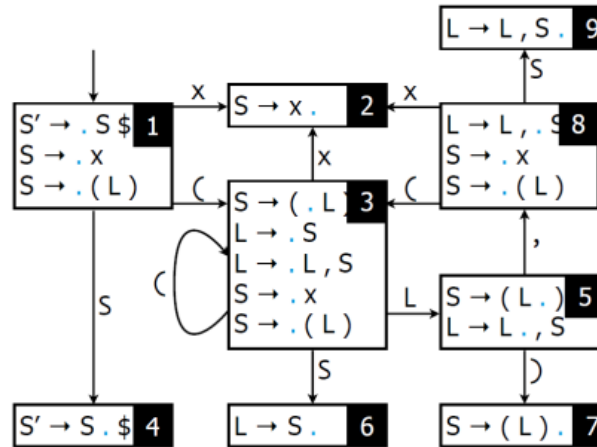 L → L , S . 9
S
x
S → x . 2
x
S' → . S $ 1
S → . x
S → . ( L )
L → L , . S 8
S → . x
S → . ( L )
x
(
(
S → ( . L ) 3
L → . S
L → . L , S
S → . x
S → . ( L )
(
,
S
L
S → ( L . ) 5
L → L . , S
S
)
S' → S . $ 4
L → S . 6
S → ( L ) . 7